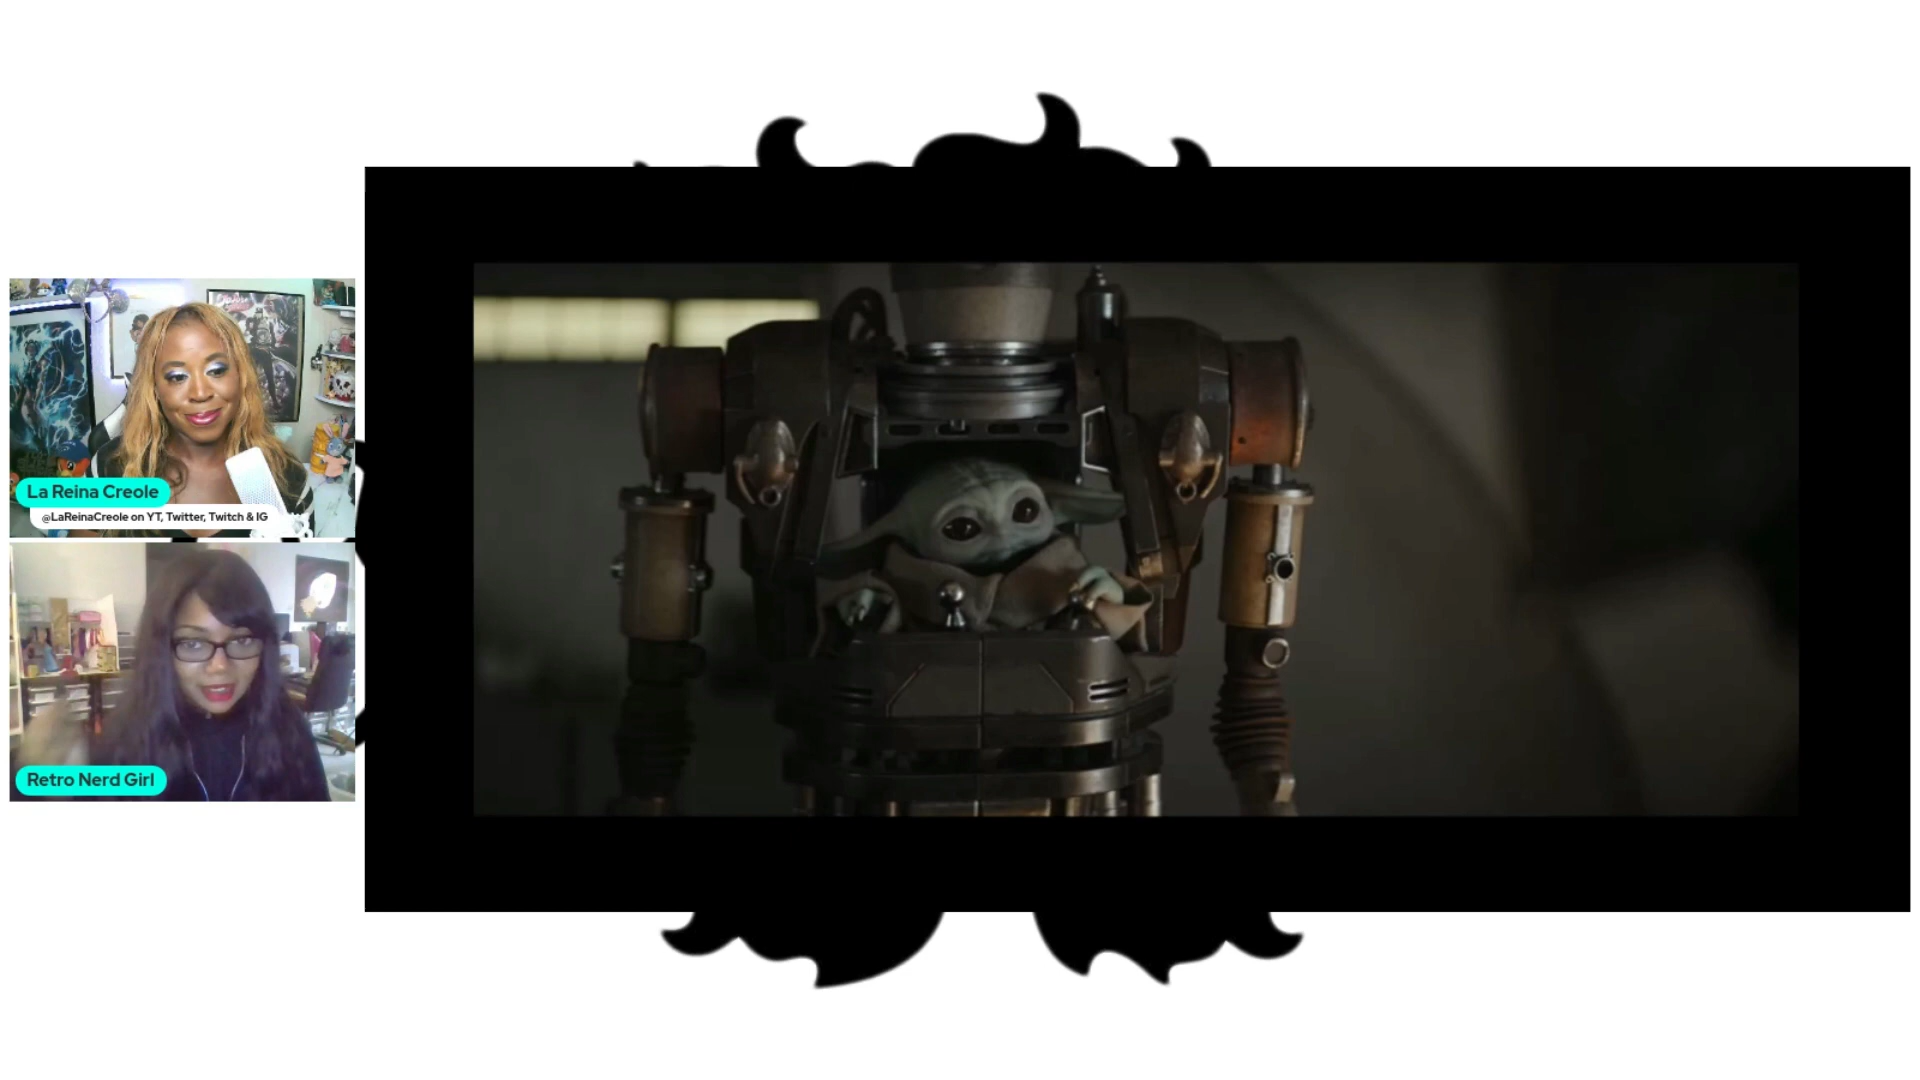 La Reina Creole
@LaReinaCreole on YT, Twitter, Twitch & IG
Retro Nerd Girl